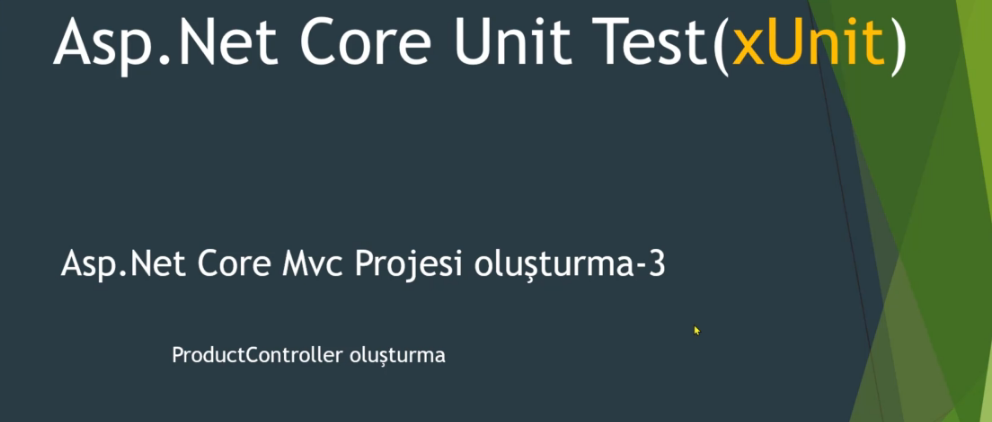 Asp.Net Core Unit Test(xUnit)
Asp.Net Core Mvc Projesi oluşturma-3
ProductController oluşturma